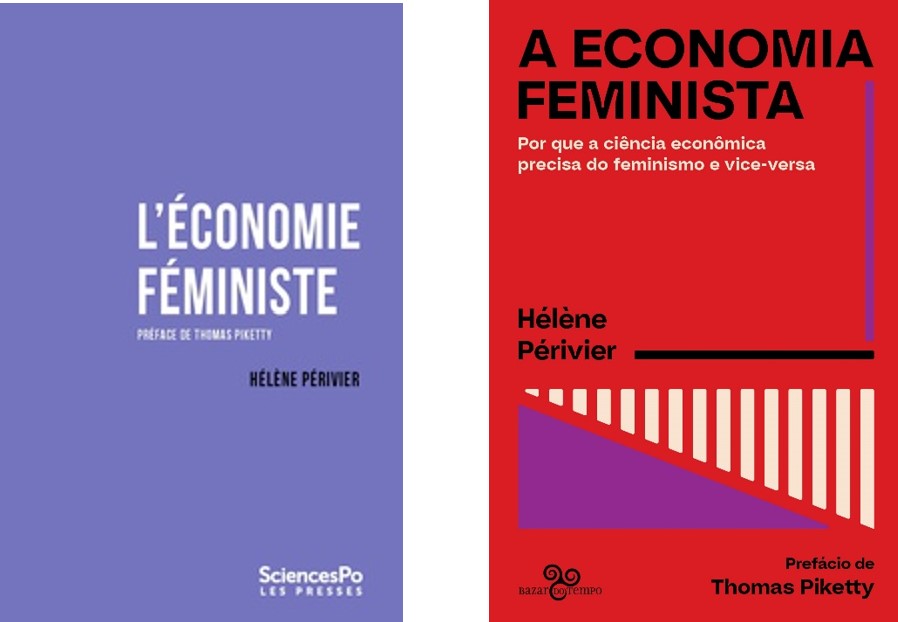 L'ÉCONOMIE
FÉMINISTE
PRÉFACE DE THOMAS PIKETTY
HÉLÈNE PÉRIVIER
SciencesPo
LES PRESSES
A ECONOMIA
FEMINISTA
Por que a ciência econômica
precisa do feminismo e vice-versa
Hélène
Périvier
BAZAR DO TEMPO
Prefácio de
Thomas Piketty